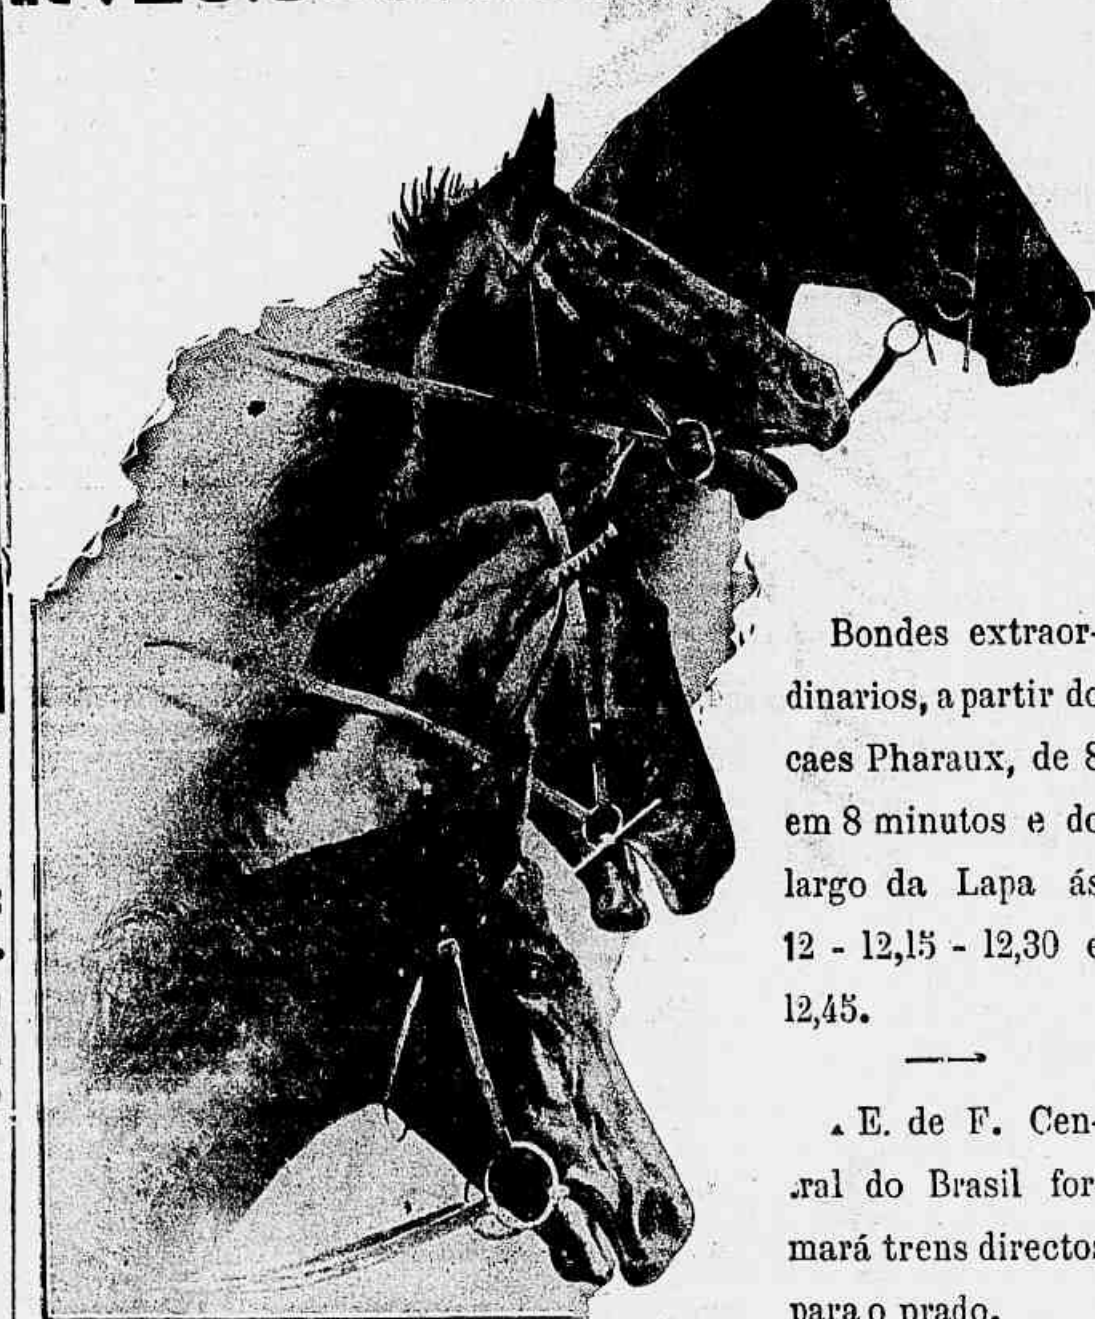 Bondes extraor-
dinarios, a partir do
caes Pharaux, de 8
em 8 minutos e do
largo da Lapa ás
12 - 12,15 - 12,30 e
12,45.
E. de F. Cen-
ral do Brasil for
mará trens directos
para o prado.